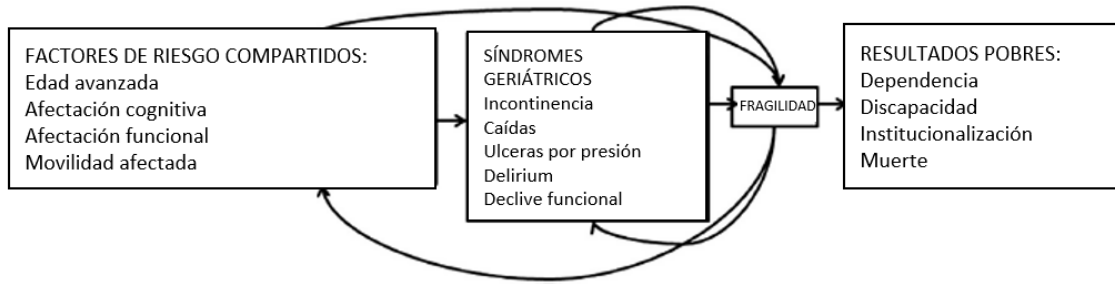 FACTORES DE RIESGO COMPARTIDOS:
Edad avanzada
Afectación cognitiva
Afectación funcional
Movilidad afectada
SÍNDROMES
GERIÁTRICOS
Incontinencia
Caídas
Ulceras por presión
Delirium
Declive funcional
FRAGILIDAD
RESULTADOS POBRES:
Dependencia
Discapacidad
Institucionalización
Muerte